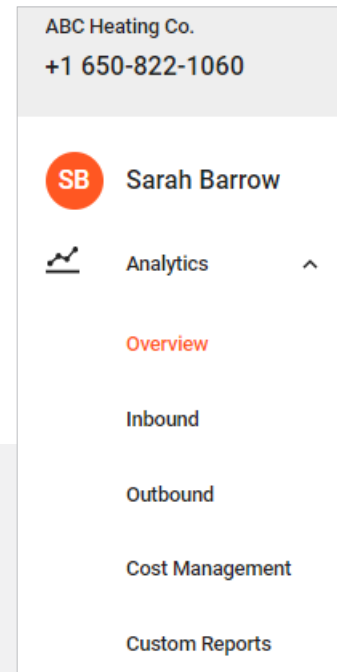 ABC Heating Co.
+1 650-822-1060
SB
Sarah Barrow
Analytics
Overview
Inbound
Outbound
Cost Management
Custom Reports